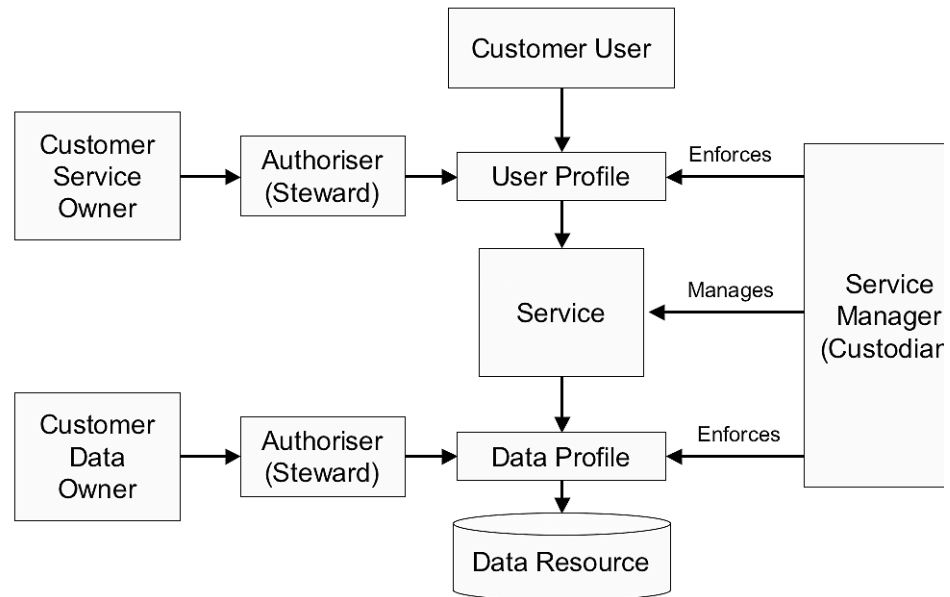 Customer User
Customer
Service
Owner
Authoriser
(Steward)
User Profile
Enforces
Service
Manages
Service
Manager
(Custodian
Customer
Data
Owner
Authoriser
(Steward)
Data Profile
Enforces
Data Resource